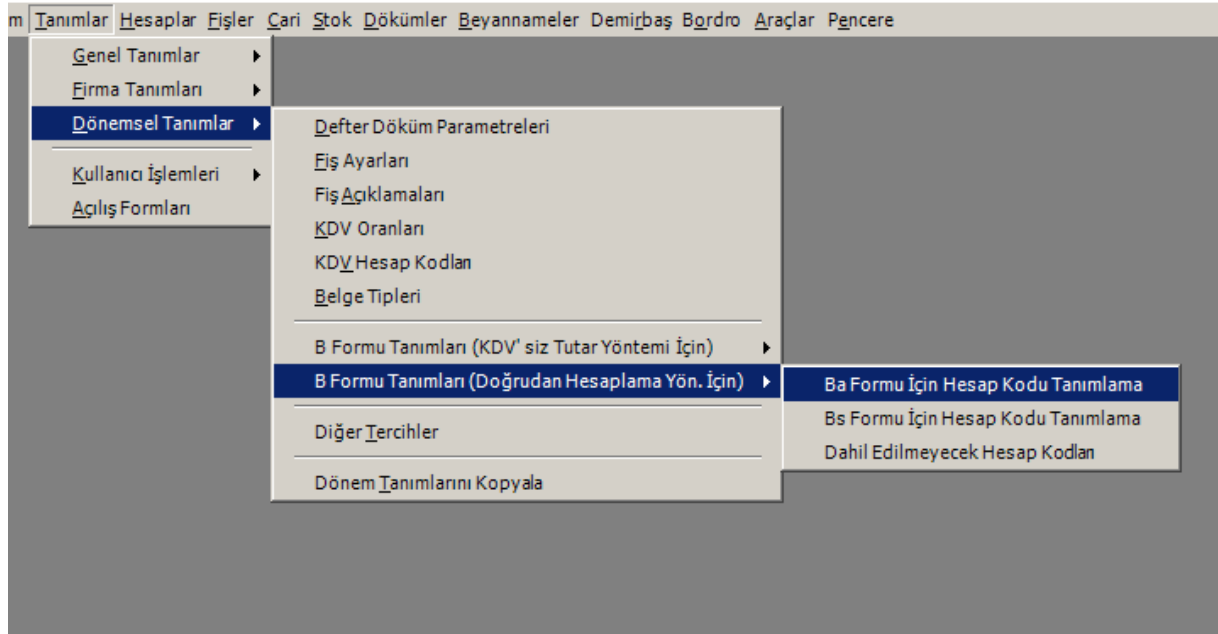 m Tanımlar Hesaplar Fişler Cari Stok Dökümler Beyannameler Demirbaş Bordro Araçlar Pencere
Genel Tanımlar
Firma Tanımları
Dönemsel Tanımlar
Kullanıcı İşlemleri
Açılış Formları
Defter Döküm Parametreleri
Fiş Ayarları
Fiş Açıklamaları
KDV Oranları
KDV Hesap Kodları
Belge Tipleri
B Formu Tanımları (KDV' siz Tutar Yöntemi İçin)
B Formu Tanımları (Doğrudan Hesaplama Yön. İçin)
Diğer Tercihler
Dönem Tanımlarını Kopyala
Ba Formu İçin Hesap Kodu Tanımlama
Bs Formu İçin Hesap Kodu Tanımlama
Dahil Edilmeyecek Hesap Kodları